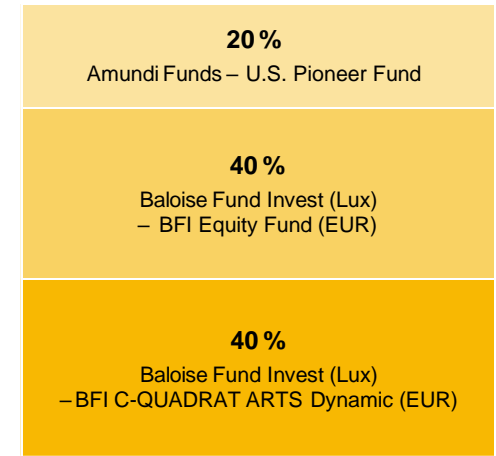 20 %
Amundi Funds – U.S. Pioneer Fund
40 %
Baloise Fund Invest (Lux)
– BFI Equity Fund (EUR)
40 %
Baloise Fund Invest (Lux)
– BFI C-QUADRAT ARTS Dynamic (EUR)